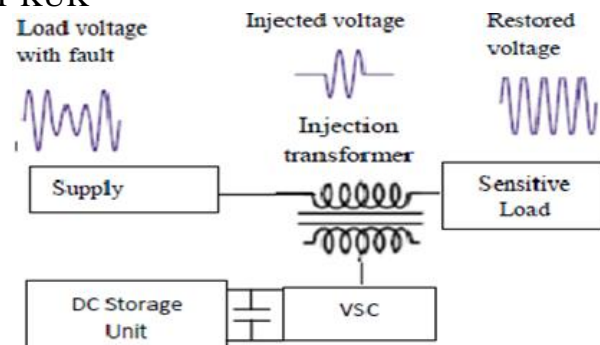 Load voltage
with fault
Injected voltage
Restored
voltage
Injection
transformer
Supply
Sensitive
Load
DC Storage
Unit
VSC